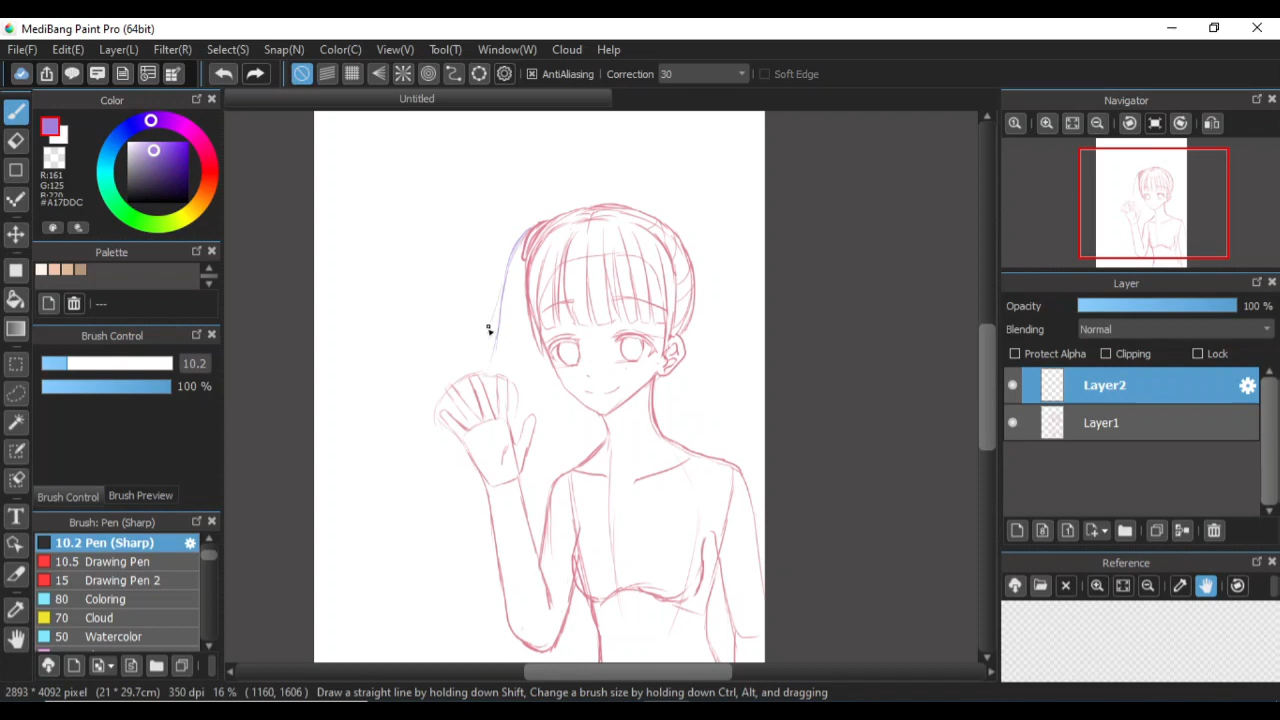 MediBang Paint Pro (64bit)
File(F) Edit(E) Layer(L) Filter(R) Select(S) Snap(N) Color(C) View(V) Tool(T) Window(W) Cloud Help
AntiAliasing Correction 30 Soft Edge
Color
Untitled
Navigator
R:161
G:125
B:220
#A17DDC
Palette
---
Layer
Opacity 100 %
Blending Normal
Protect Alpha Clipping Lock
Brush Control
10.2
100 %
Layer2
Layer1
Brush Control Brush Preview
Brush: Pen (Sharp)
10.2 Pen (Sharp)
10.5 Drawing Pen
15 Drawing Pen 2
80 Coloring
70 Cloud
50 Watercolor
Reference
2893 * 4092 pixel (21 * 29.7cm) 350 dpi 16 % ( 1160, 1606 ) Draw a straight line by holding down Shift, Change a brush size by holding down Ctrl, Alt, and dragging